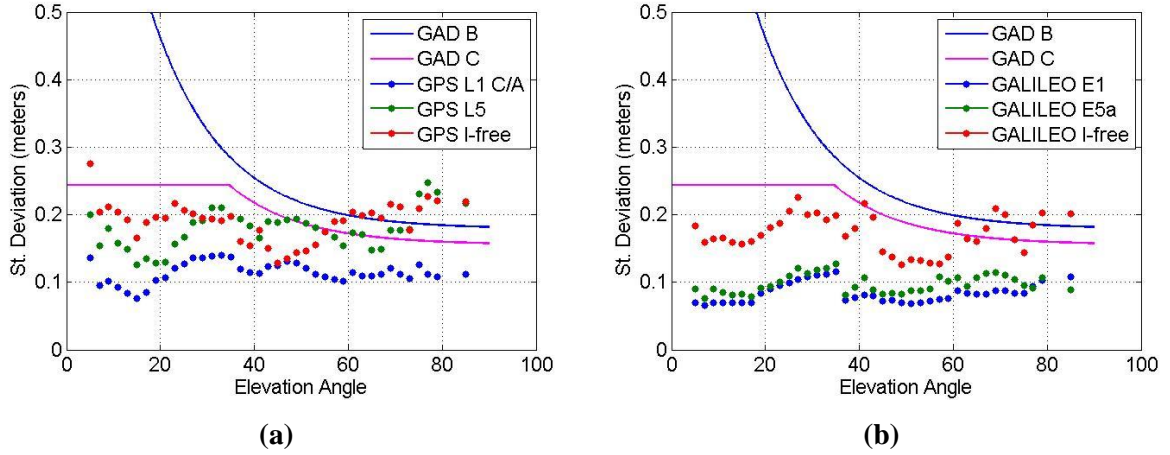 0.5
0.4
0.3
0.2
0.1
0
St. Deviation (meters)
GAD B
GAD C
GPS L1 C/A
GPS L5
GPS I-free
0 20 40 60 80 100
Elevation Angle
(a)
0.5
0.4
0.3
0.2
0.1
0
St. Deviation (meters)
GAD B
GAD C
GALILEO E1
GALILEO E5a
GALILEO I-free
0 20 40 60 80 100
Elevation Angle
(b)